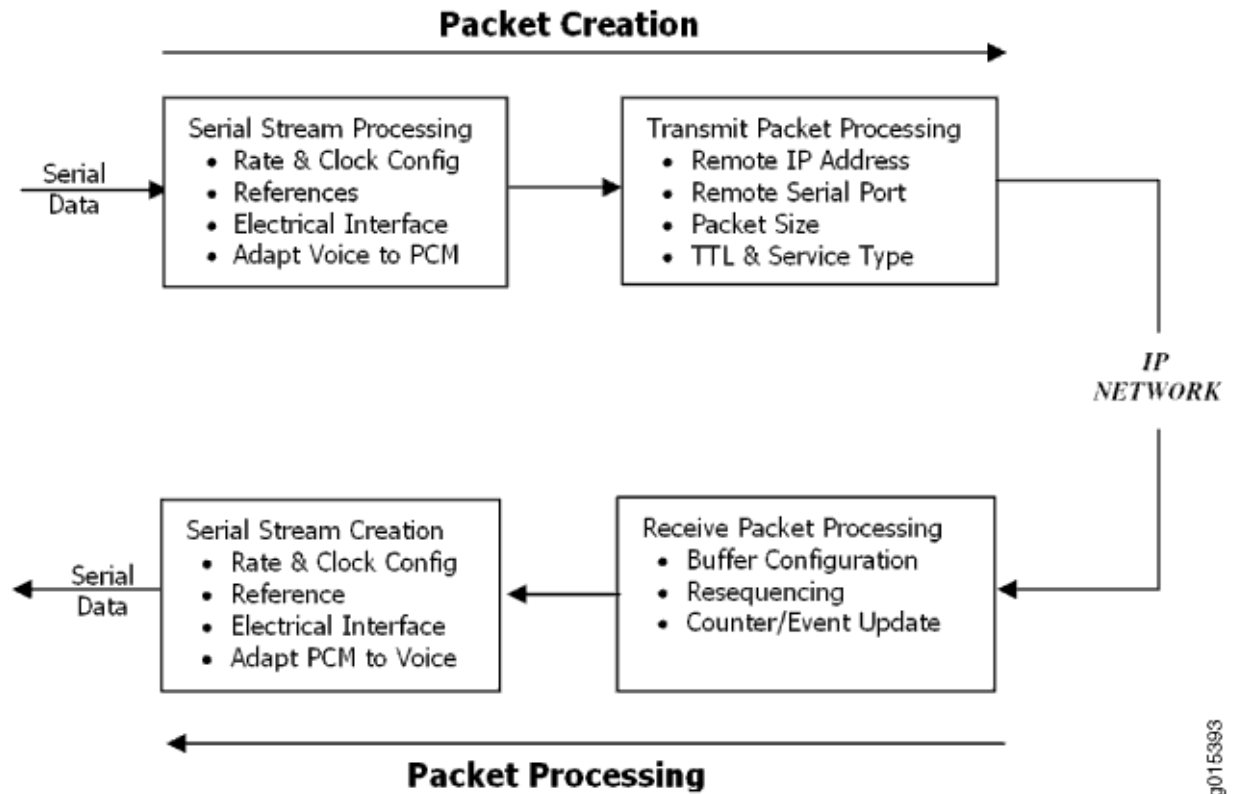 Packet Creation
Serial Data
Serial Stream Processing
• Rate & Clock Config
• References
• Electrical Interface
• Adapt Voice to PCM
Transmit Packet Processing
• Remote IP Address
• Remote Serial Port
• Packet Size
• TTL & Service Type
IP
NETWORK
Serial Data
Serial Stream Creation
• Rate & Clock Config
• Reference
• Electrical Interface
• Adapt PCM to Voice
Receive Packet Processing
• Buffer Configuration
• Resequencing
• Counter/Event Update
Packet Processing
g015393